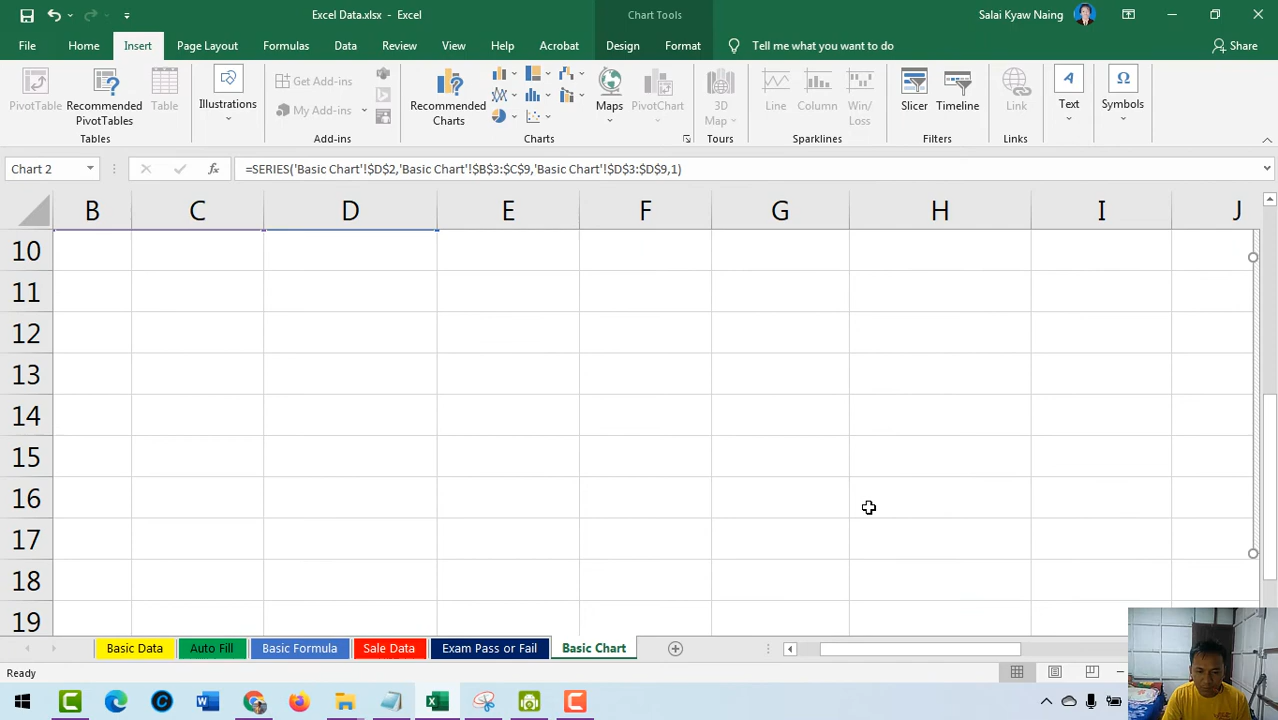 Excel Data.xlsx - Excel
Chart Tools
Salai Kyaw Naing
File Home Insert Page Layout Formulas Data Review View Help Acrobat Design Format Tell me what you want to do Share
PivotTable
Recommended PivotTables
Table
Tables
Illustrations
Get Add-ins
My Add-ins
Add-ins
Recommended Charts
Maps
PivotChart
Charts
3D Map
Tours
Line
Column
Win/Loss
Sparklines
Slicer
Timeline
Filters
Link
Links
Text
Symbols
Chart 2
fx
=SERIES('Basic Chart'!$D$2,'Basic Chart'!$B$3:$C$9,'Basic Chart'!$D$3:$D$9,1)
B C D E F G H I J
10
11
12
13
14
15
16
17
18
19
Basic Data Auto Fill Basic Formula Sale Data Exam Pass or Fail Basic Chart
Ready